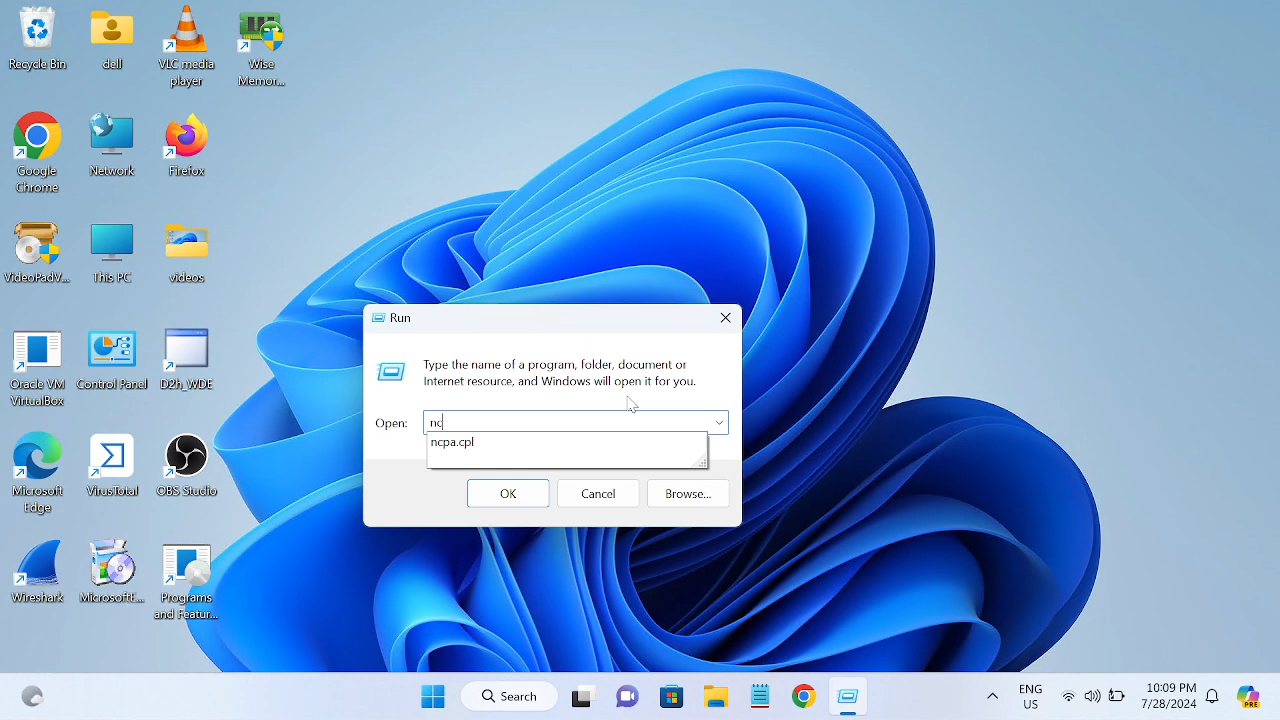 Recycle Bin
dell
VLC media
player
Wise
Memor...
Google
Chrome
Network
Firefox
VideoPadV...
This PC
videos
Oracle VM
VirtualBox
Control Panel
D2h_WDE
Microsoft
Edge
VirusTotal
OBS Studio
Wireshark
MicrosoftE...
Programs
and Featur...
Run
Type the name of a program, folder, document or
Internet resource, and Windows will open it for you.
Open:
nc
ncpa.cpl
OK
Cancel
Browse...
Search
ENG
US
10:09 PM
7/28/2024
PRE